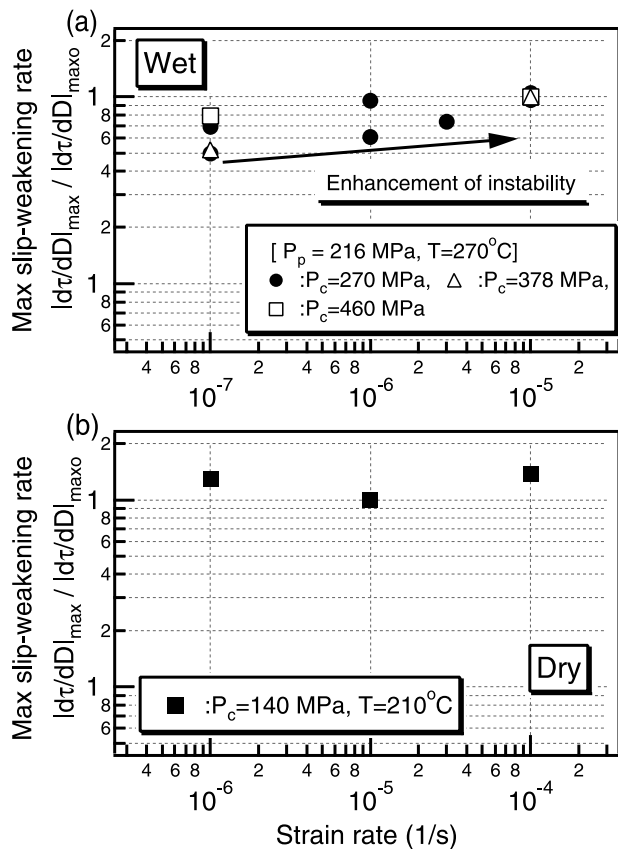 (a)
Wet
Max slip-weakening rate
|dτ/dD|max / |dτ/dD|maxo
2
1
8
6
4
2
1
8
6
Enhancement of instability
[ Pp = 216 MPa, T=270°C]
● :Pc=270 MPa, △ :Pc=378 MPa,
□ :Pc=460 MPa
4 6 8 2 4 6 8 2 4 6 8 2
10-7 10-6 10-5
(b)
Max slip-weakening rate
|dτ/dD|max / |dτ/dD|maxo
2
1
8
6
4
2
1
8
6
Dry
■ :Pc=140 MPa, T=210°C
4 6 8 2 4 6 8 2 4 6 8 2
10-6 10-5 10-4
Strain rate (1/s)